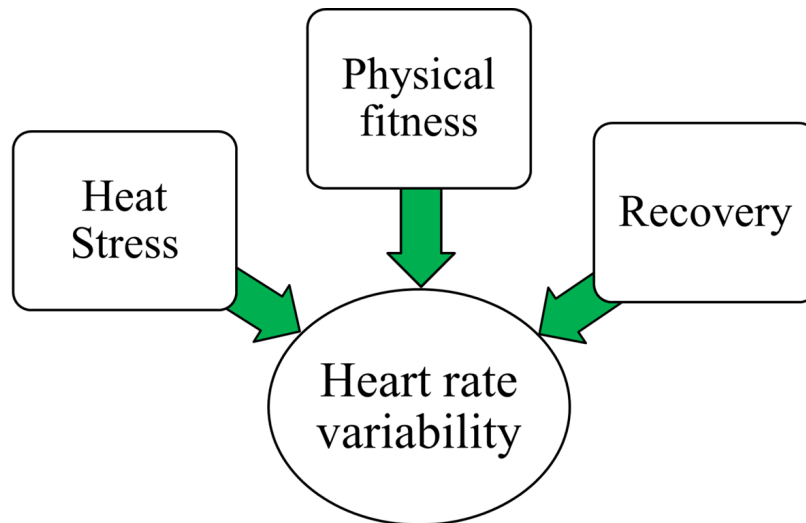 Physical
fitness
Heat
Stress
Recovery
Heart rate
variability